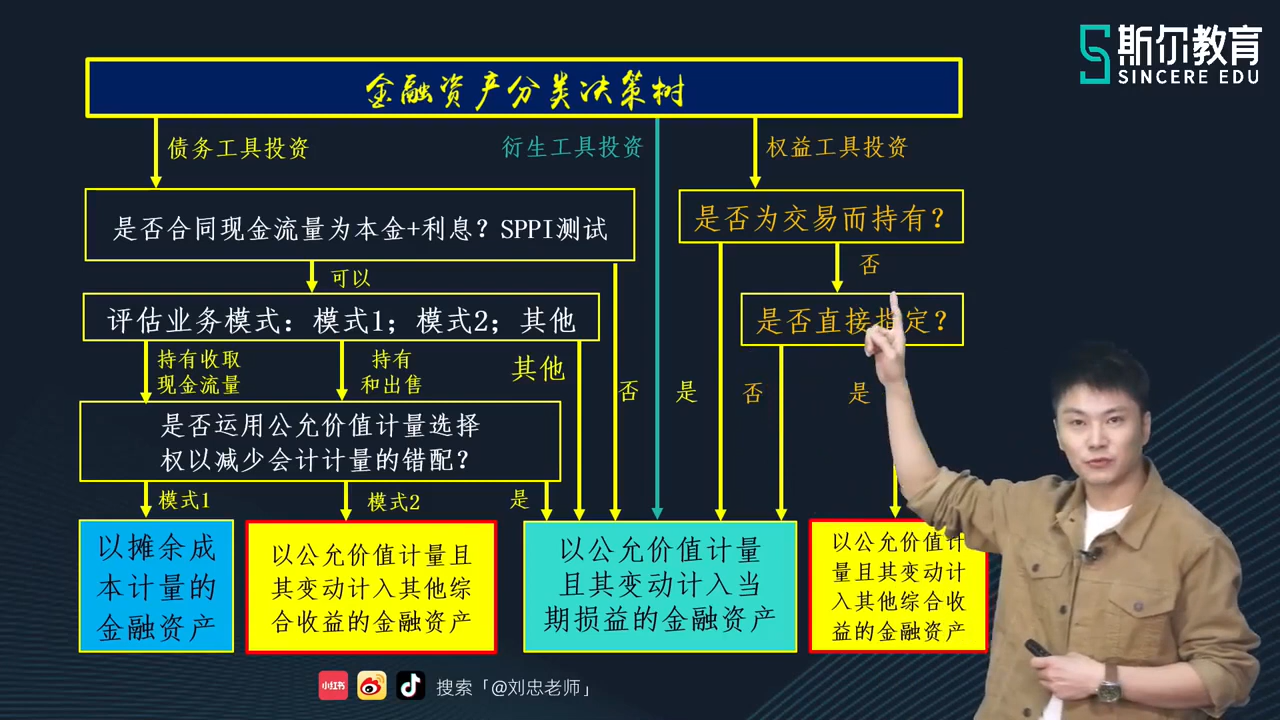 斯尔教育
SINCERE EDU
金融资产分类决策树
债务工具投资
衍生工具投资
权益工具投资
是否合同现金流量为本金+利息？SPPI测试
是否为交易而持有？
可以
否
评估业务模式：模式1；模式2；其他
是否直接指定？
持有收取
现金流量
持有
和出售
其他
否
是
否
是
是否运用公允价值计量选择
权以减少会计计量的错配？
模式1
模式2
是
以摊余成
本计量的
金融资产
以公允价值计量且
其变动计入其他综
合收益的金融资产
以公允价值计量
且其变动计入当
期损益的金融资产
以公允价值计
量且其变动计
入其他综合收
益的金融资产
小红书
搜索「@刘忠老师」